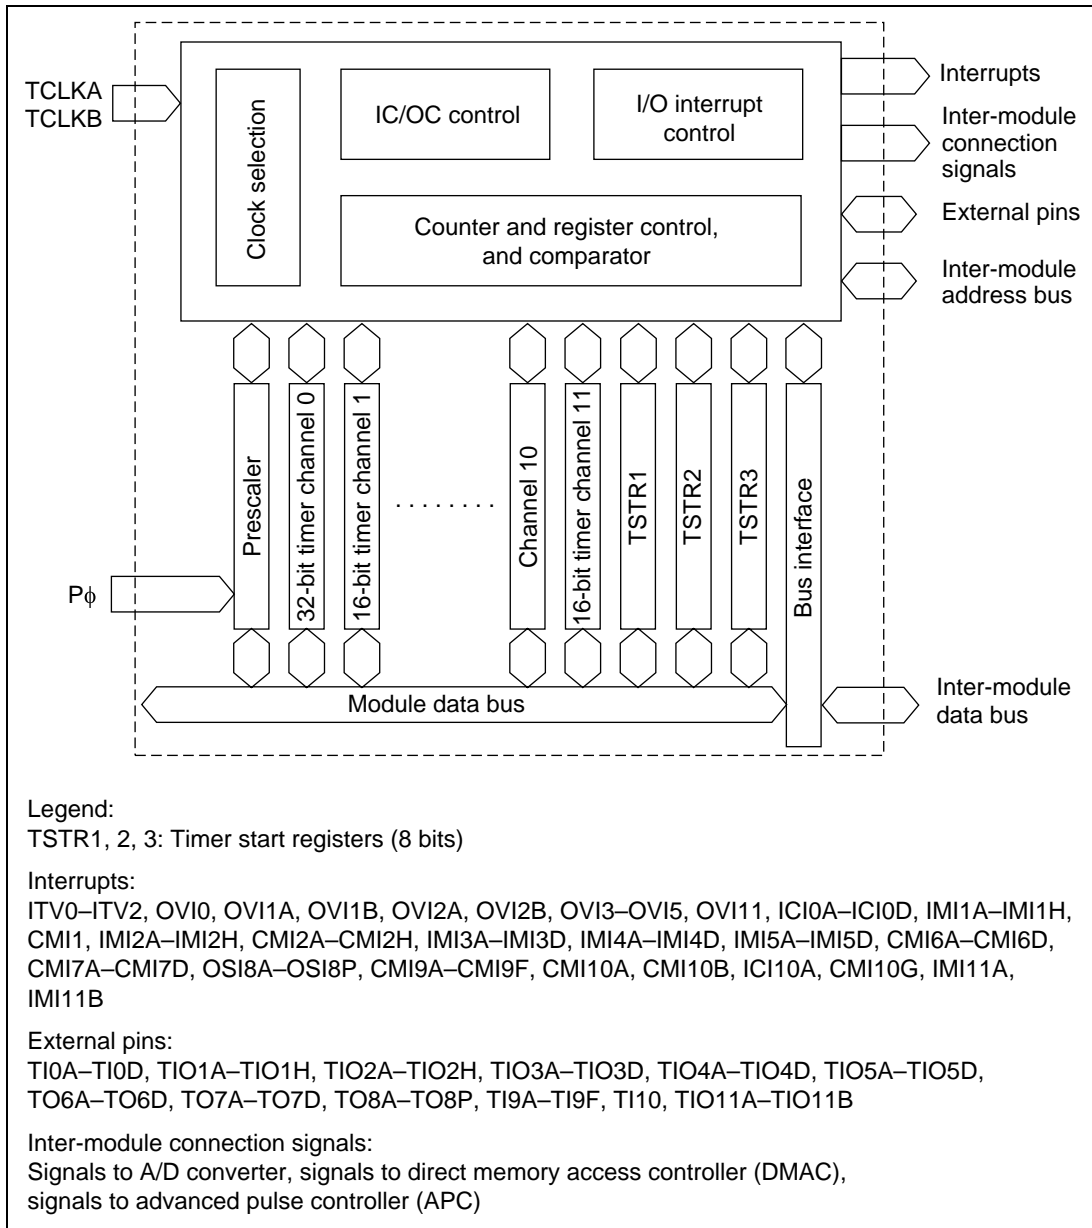 TCLKA
TCLKB
Clock selection
IC/OC control
I/O interrupt
control
Counter and register control,
and comparator
Interrupts
Inter-module
connection
signals
External pins
Inter-module
address bus
Prescaler
32-bit timer channel 0
16-bit timer channel 1
........
Channel 10
16-bit timer channel 11
TSTR1
TSTR2
TSTR3
Bus interface
Pϕ
Module data bus
Inter-module
data bus
Legend:
TSTR1, 2, 3: Timer start registers (8 bits)
Interrupts:
ITV0–ITV2, OVI0, OVI1A, OVI1B, OVI2A, OVI2B, OVI3–OVI5, OVI11, ICI0A–ICI0D, IMI1A–IMI1H,
CMI1, IMI2A–IMI2H, CMI2A–CMI2H, IMI3A–IMI3D, IMI4A–IMI4D, IMI5A–IMI5D, CMI6A–CMI6D,
CMI7A–CMI7D, OSI8A–OSI8P, CMI9A–CMI9F, CMI10A, CMI10B, ICI10A, CMI10G, IMI11A,
IMI11B
External pins:
TI0A–TI0D, TIO1A–TIO1H, TIO2A–TIO2H, TIO3A–TIO3D, TIO4A–TIO4D, TIO5A–TIO5D,
TO6A–TO6D, TO7A–TO7D, TO8A–TO8P, TI9A–TI9F, TI10, TIO11A–TIO11B
Inter-module connection signals:
Signals to A/D converter, signals to direct memory access controller (DMAC),
signals to advanced pulse controller (APC)